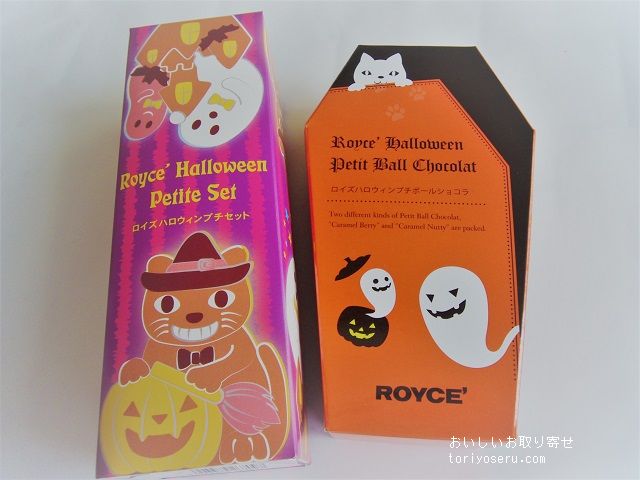 Royce' Halloween
Petite Set
ロイズハロウィンプチセット
Royce' Halloween
Petit Ball Chocolat
ロイズハロウィンプチボールショコラ
Two different kinds of Petit Ball Chocolat,
"Caramel Berry" and "Caramel Nutty" are packed.
ROYCE'
おいしいお取り寄せ
toriyoseru.com